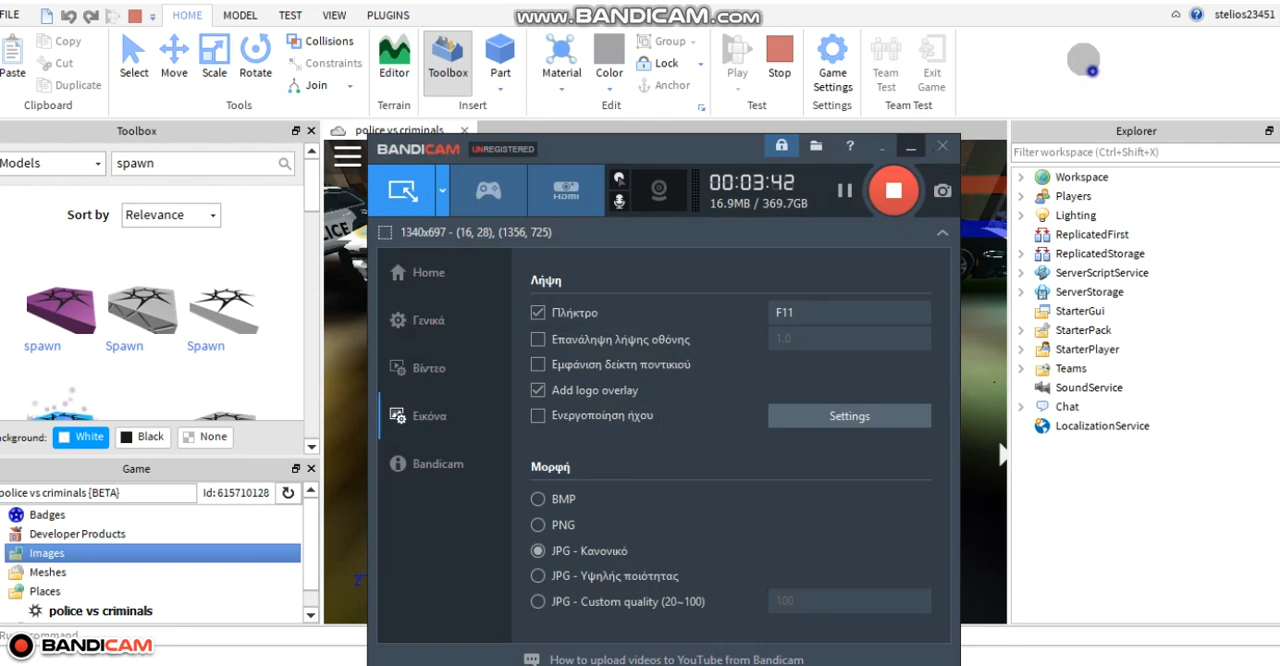 FILE HOME MODEL TEST VIEW PLUGINS www.BANDICAM.com stelios23451
Paste Copy Cut Duplicate Select Move Scale Rotate Collisions Constraints Join Editor Toolbox Part Material Color Group Lock Anchor Play Stop Game Settings Team Test Exit Game
Clipboard Tools Terrain Insert Edit Test Settings Team Test
Toolbox
Models spawn
Sort by Relevance
spawn Spawn Spawn
ckground: White Black None
Game
police vs criminals {BETA} Id: 615710128
Badges
Developer Products
Images
Meshes
Places
police vs criminals
command
BANDICAM
police vs criminals
BANDICAM UNREGISTERED
HDMI
00:03:42
16.9MB / 369.7GB
1340x697 - (16, 28), (1356, 725)
Home
Γενικά
Βίντεο
Εικόνα
Bandicam
Λήψη
Πλήκτρο F11
Επανάληψη λήψης οθόνης 1.0
Εμφάνιση δείκτη ποντικιού
Add logo overlay
Ενεργοποίηση ήχου Settings
Μορφή
BMP
PNG
JPG - Κανονικό
JPG - Υψηλής ποιότητας
JPG - Custom quality (20~100) 100
How to upload videos to YouTube from Bandicam
Explorer
Filter workspace (Ctrl+Shift+X)
Workspace
Players
Lighting
ReplicatedFirst
ReplicatedStorage
ServerScriptService
ServerStorage
StarterGui
StarterPack
StarterPlayer
Teams
SoundService
Chat
LocalizationService